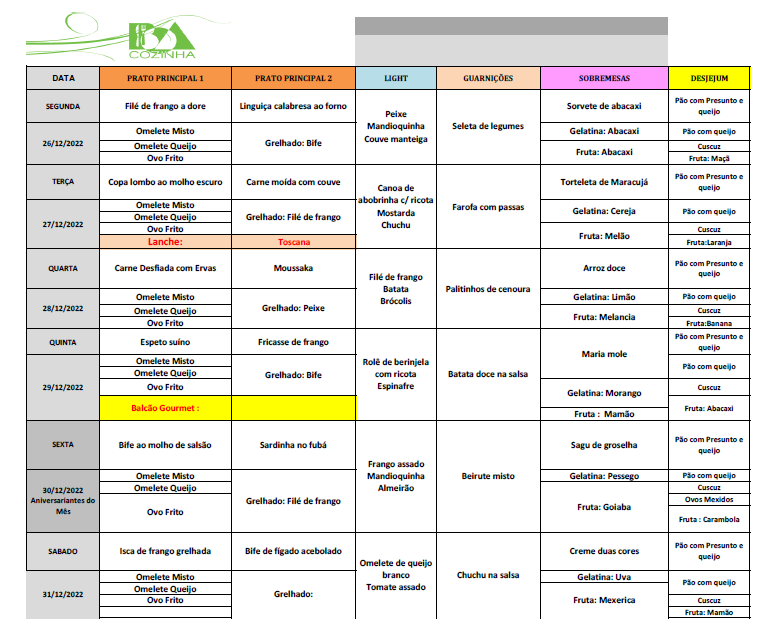 BOA
COZINHA
DATA PRATO PRINCIPAL 1 PRATO PRINCIPAL 2 LIGHT GUARNIÇÕES SOBREMESAS DESJEJUM
SEGUNDA
26/12/2022
Filé de frango a dore
Omelete Misto
Omelete Queijo
Ovo Frito
Linguiça calabresa ao forno
Grelhado: Bife
Peixe
Mandioquinha
Couve manteiga
Seleta de legumes
Sorvete de abacaxi
Gelatina: Abacaxi
Fruta: Abacaxi
Pão com Presunto e
queijo
Pão com queijo
Cuscuz
Fruta: Maçã
TERÇA
27/12/2022
Copa lombo ao molho escuro
Omelete Misto
Omelete Queijo
Ovo Frito
Lanche:
Carne moída com couve
Grelhado: Filé de frango
Toscana
Canoa de
abobrinha c/ ricota
Mostarda
Chuchu
Farofa com passas
Torteleta de Maracujá
Gelatina: Cereja
Fruta: Melão
Pão com Presunto e
queijo
Pão com queijo
Cuscuz
Fruta:Laranja
QUARTA
28/12/2022
Carne Desfiada com Ervas
Omelete Misto
Omelete Queijo
Ovo Frito
Moussaka
Grelhado: Peixe
Filé de frango
Batata
Brócolis
Palitinhos de cenoura
Arroz doce
Gelatina: Limão
Fruta: Melancia
Pão com Presunto e
queijo
Pão com queijo
Cuscuz
Fruta:Banana
QUINTA
29/12/2022
Espeto suíno
Omelete Misto
Omelete Queijo
Ovo Frito
Balcão Gourmet :
Fricasse de frango
Grelhado: Bife
Rolê de berinjela
com ricota
Espinafre
Batata doce na salsa
Maria mole
Gelatina: Morango
Fruta : Mamão
Pão com Presunto e
queijo
Pão com queijo
Cuscuz
Fruta: Abacaxi
SEXTA
30/12/2022
Aniversariantes do
Mês
Bife ao molho de salsão
Omelete Misto
Omelete Queijo
Ovo Frito
Sardinha no fubá
Grelhado: Filé de frango
Frango assado
Mandioquinha
Almeirão
Beirute misto
Sagu de groselha
Gelatina: Pessego
Fruta: Goiaba
Pão com Presunto e
queijo
Pão com queijo
Cuscuz
Ovos Mexidos
Fruta : Carambola
SABADO
31/12/2022
Isca de frango grelhada
Omelete Misto
Omelete Queijo
Ovo Frito
Bife de fígado acebolado
Grelhado:
Omelete de queijo
branco
Tomate assado
Chuchu na salsa
Creme duas cores
Gelatina: Uva
Fruta: Mexerica
Pão com Presunto e
queijo
Pão com queijo
Cuscuz
Fruta: Mamão